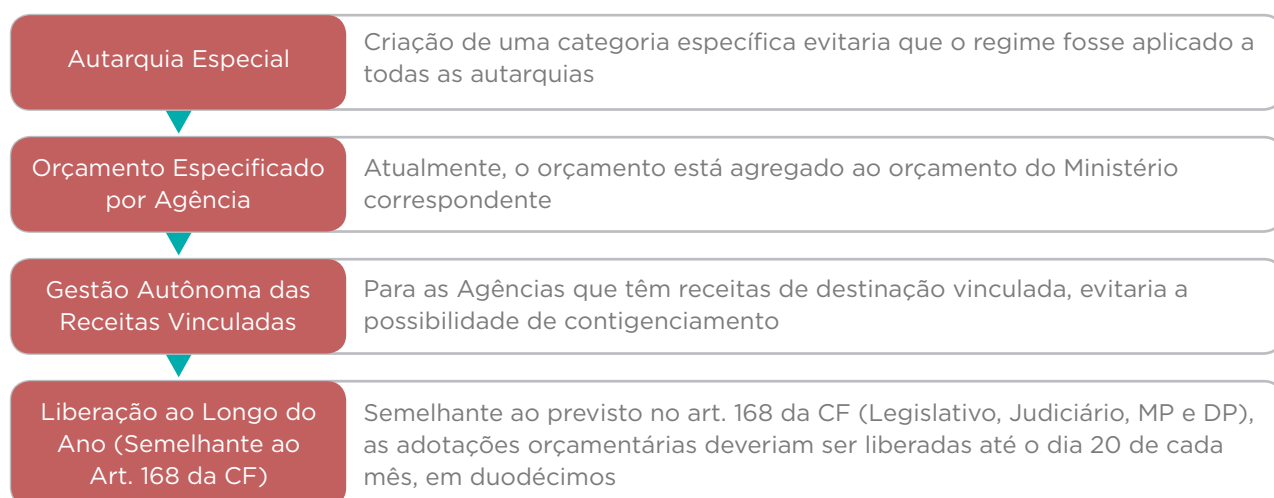 Autarquia Especial
Criação de uma categoria específica evitaria que o regime fosse aplicado a
todas as autarquias
Orçamento Especificado
por Agência
Atualmente, o orçamento está agregado ao orçamento do Ministério
correspondente
Gestão Autônoma das
Receitas Vinculadas
Para as Agências que têm receitas de destinação vinculada, evitaria a
possibilidade de contigenciamento
Liberação ao Longo do
Ano (Semelhante ao
Art. 168 da CF)
Semelhante ao previsto no art. 168 da CF (Legislativo, Judiciário, MP e DP),
as adotações orçamentárias deveriam ser liberadas até o dia 20 de cada
mês, em duodécimos